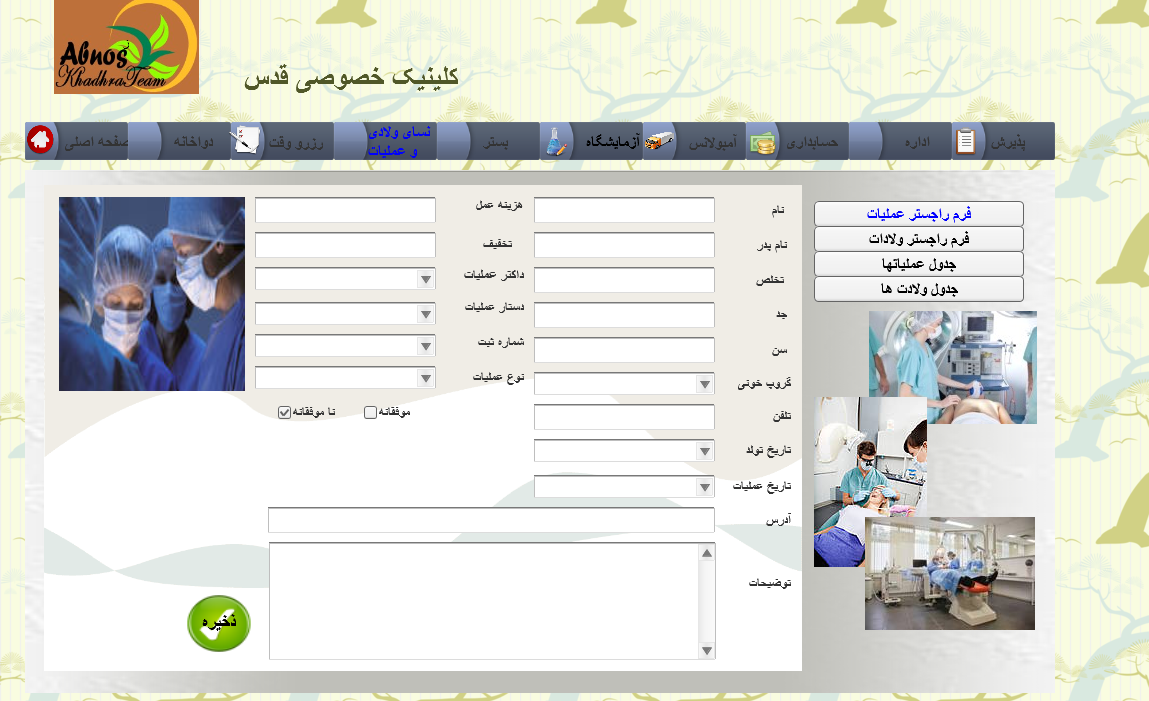 Abnos
KhadhraTeam
کلینیک خصوصی قدس
پذیرش
اداره
حسابداری
آمبولانس
آزمایشگاه
بستر
نسای ولادی
و عملیات
رزرو وقت
دواخانه
صفحه اصلی
فرم راجستر عملیات
فرم راجستر ولادات
جدول عملیاتها
جدول ولادت ها
نام
نام پدر
تخلص
جد
سن
گروپ خونی
تلفن
تاریخ تولد
تاریخ عملیات
آدرس
توضیحات
هزینه عمل
تخفیف
داکتر عملیات
دستار عملیات
شماره ثبت
نوع عملیات
موفقانه
نا موفقانه
ذخیره